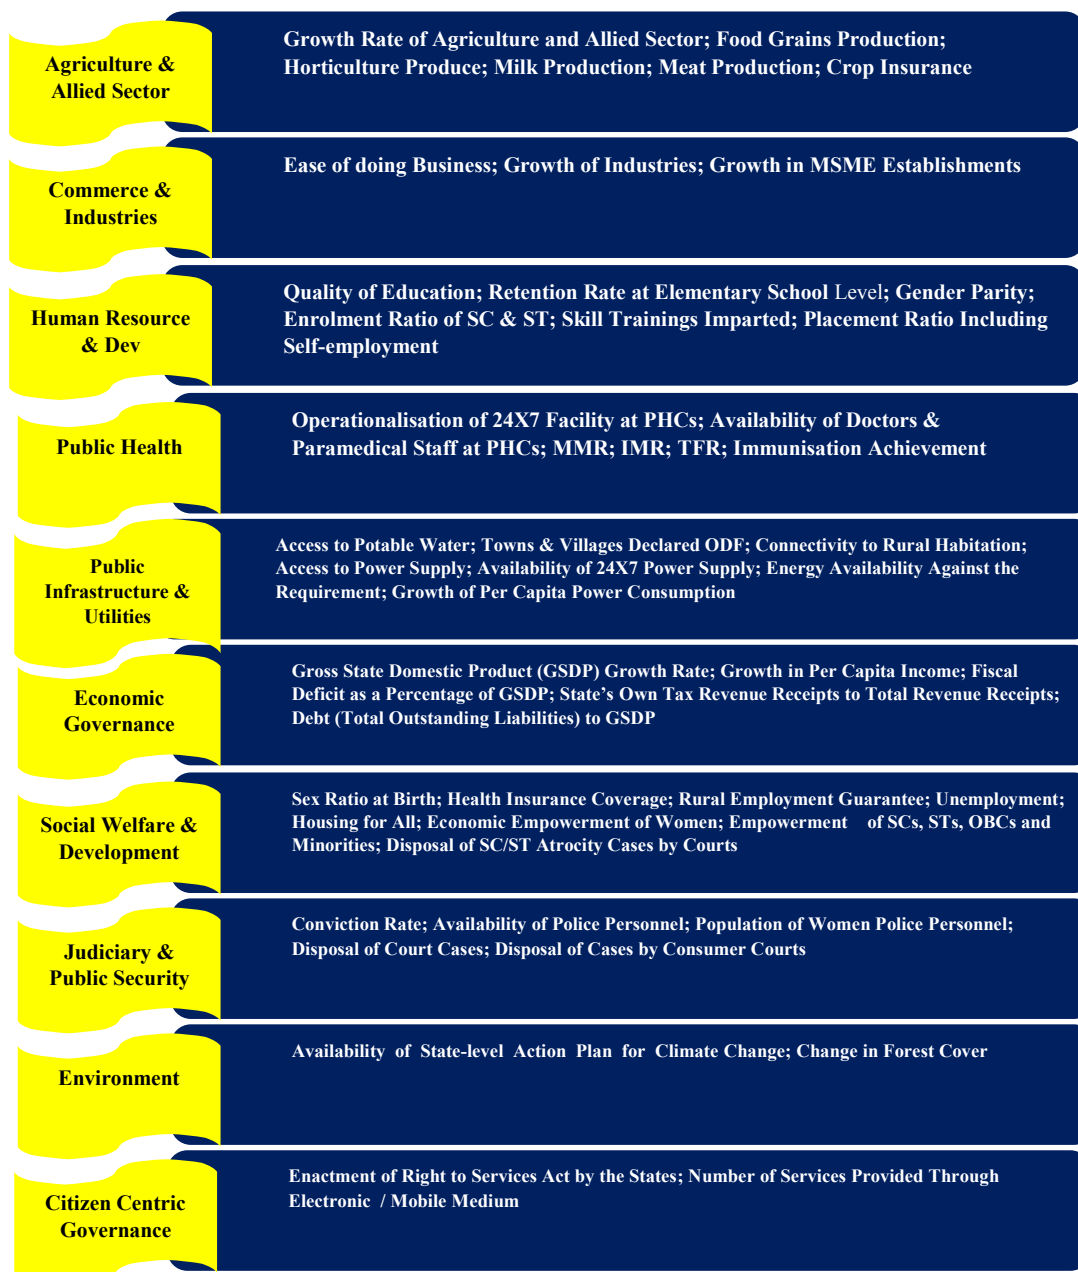 Agriculture &
Allied Sector
Growth Rate of Agriculture and Allied Sector; Food Grains Production;
Horticulture Produce; Milk Production; Meat Production; Crop Insurance
Commerce &
Industries
Ease of doing Business; Growth of Industries; Growth in MSME Establishments
Human Resource
& Dev
Quality of Education; Retention Rate at Elementary School Level; Gender Parity;
Enrolment Ratio of SC & ST; Skill Trainings Imparted; Placement Ratio Including
Self-employment
Public Health
Operationalisation of 24X7 Facility at PHCs; Availability of Doctors &
Paramedical Staff at PHCs; MMR; IMR; TFR; Immunisation Achievement
Public
Infrastructure &
Utilities
Access to Potable Water; Towns & Villages Declared ODF; Connectivity to Rural Habitation;
Access to Power Supply; Availability of 24X7 Power Supply; Energy Availability Against the
Requirement; Growth of Per Capita Power Consumption
Economic
Governance
Gross State Domestic Product (GSDP) Growth Rate; Growth in Per Capita Income; Fiscal
Deficit as a Percentage of GSDP; State’s Own Tax Revenue Receipts to Total Revenue Receipts;
Debt (Total Outstanding Liabilities) to GSDP
Social Welfare &
Development
Sex Ratio at Birth; Health Insurance Coverage; Rural Employment Guarantee; Unemployment;
Housing for All; Economic Empowerment of Women; Empowerment of SCs, STs, OBCs and
Minorities; Disposal of SC/ST Atrocity Cases by Courts
Judiciary &
Public Security
Conviction Rate; Availability of Police Personnel; Population of Women Police Personnel;
Disposal of Court Cases; Disposal of Cases by Consumer Courts
Environment
Availability of State-level Action Plan for Climate Change; Change in Forest Cover
Citizen Centric
Governance
Enactment of Right to Services Act by the States; Number of Services Provided Through
Electronic / Mobile Medium